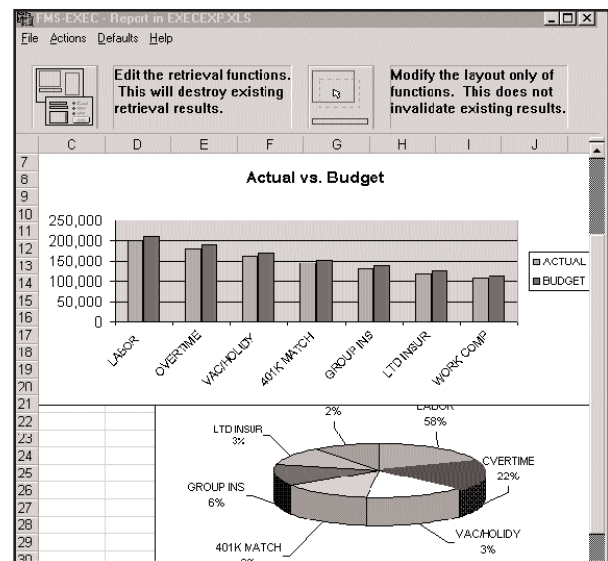 FMS-EXEC - Report in EXECEXP.XLS
File Actions Defaults Help
Edit the retrieval functions.
This will destroy existing
retrieval results.
Modify the layout only of
functions. This does not
invalidate existing results.
C D E F G H I J
7
8
9
10
11
12
13
14
15
16
17
18
19
20
21
22
23
24
25
26
27
28
29
30
Actual vs. Budget
250,000
200,000
150,000
100,000
50,000
0
ACTUAL
BUDGET
LABOR
OVERTIME
VAC/HOLIDY
401K MATCH
GROUP INS
LTD INSUR
WORK COMP
2%
LABOR
58%
LTD INSUR
3%
CVERTIME
22%
GROUP INS
6%
VAC/HOLIDY
3%
401K MATCH